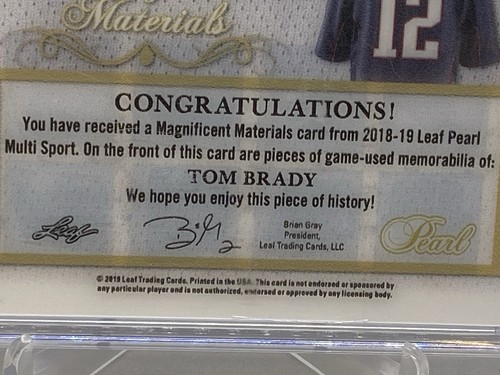 Materials
12
CONGRATULATIONS!
You have received a Magnificent Materials card from 2018-19 Leaf Pearl
Multi Sport. On the front of this card are pieces of game-used memorabilia of:
TOM BRADY
We hope you enjoy this piece of history!
Leaf
Brian Gray
President,
Leaf Trading Cards, LLC
Pearl
© 2019 Leaf Trading Cards. Printed in the USA. This card is not endorsed or sponsored by
any particular player and is not authorized, endorsed or approved by any licensing body.